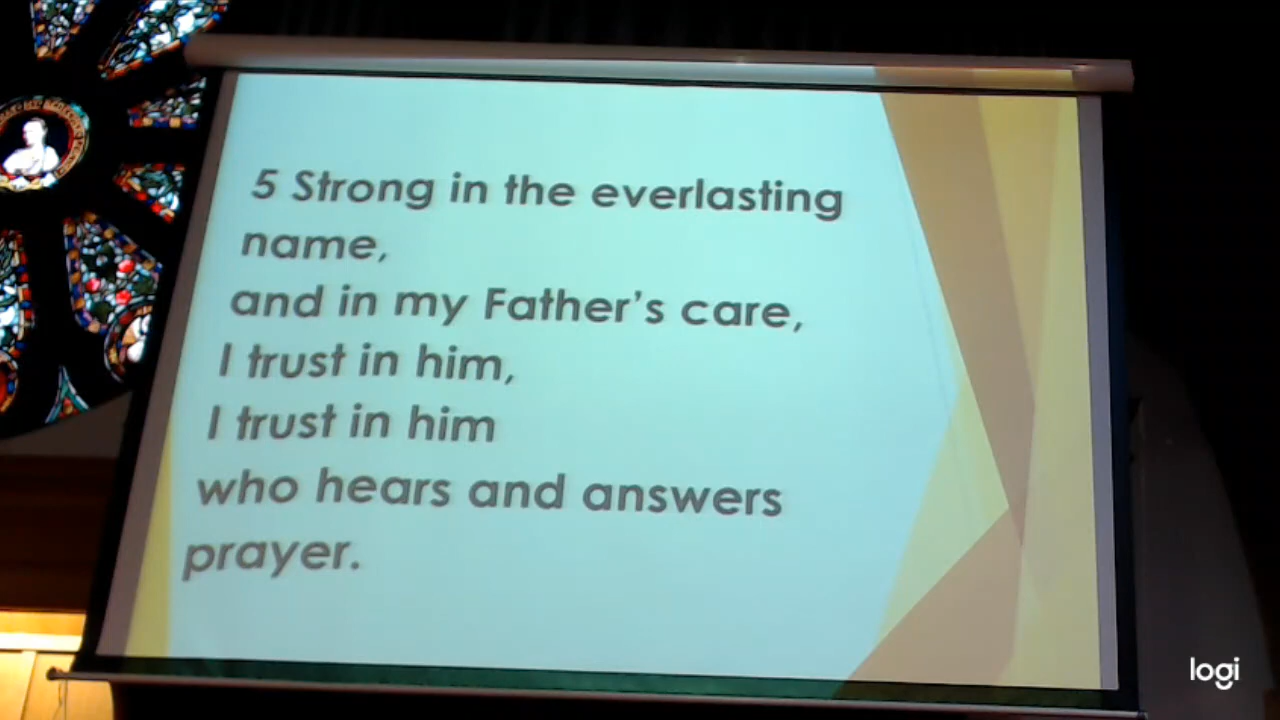 5 Strong in the everlasting
name,
and in my Father's care,
I trust in him,
I trust in him
who hears and answers
prayer.
logi